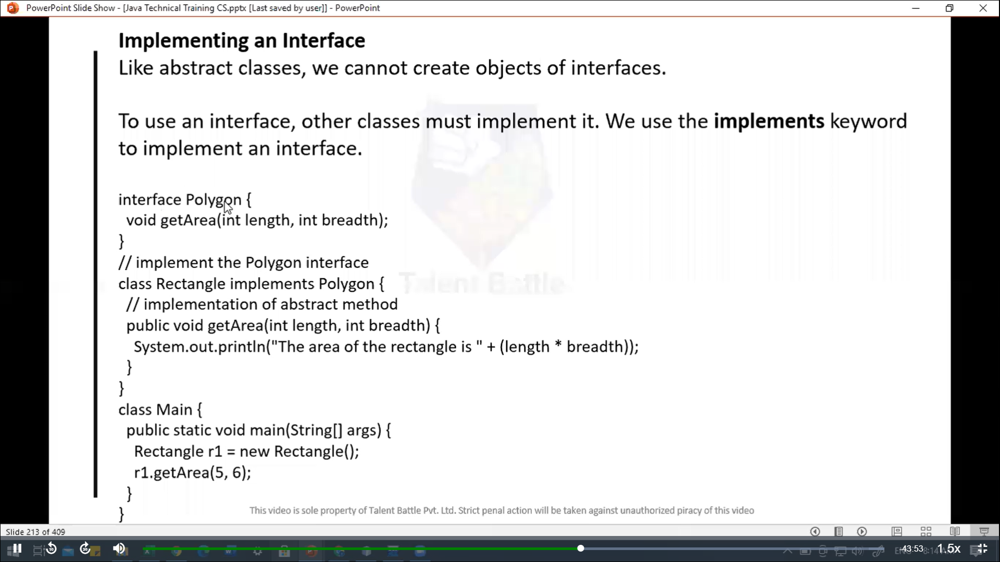 PowerPoint Slide Show - [Java Technical Training CS.pptx [Last saved by user]] - PowerPoint
Implementing an Interface
Like abstract classes, we cannot create objects of interfaces.
To use an interface, other classes must implement it. We use the implements keyword
to implement an interface.
interface Polygon {
void getArea(int length, int breadth);
}
// implement the Polygon interface
class Rectangle implements Polygon {
// implementation of abstract method
public void getArea(int length, int breadth) {
System.out.println("The area of the rectangle is " + (length * breadth));
}
}
class Main {
public static void main(String[] args) {
Rectangle r1 = new Rectangle();
r1.getArea(5, 6);
}
}
Talent Battle
This video is sole property of Talent Battle Pvt. Ltd. Strict penal action will be taken against unauthorized piracy of this video
Slide 213 of 409
10
30
-43:53
1.5x